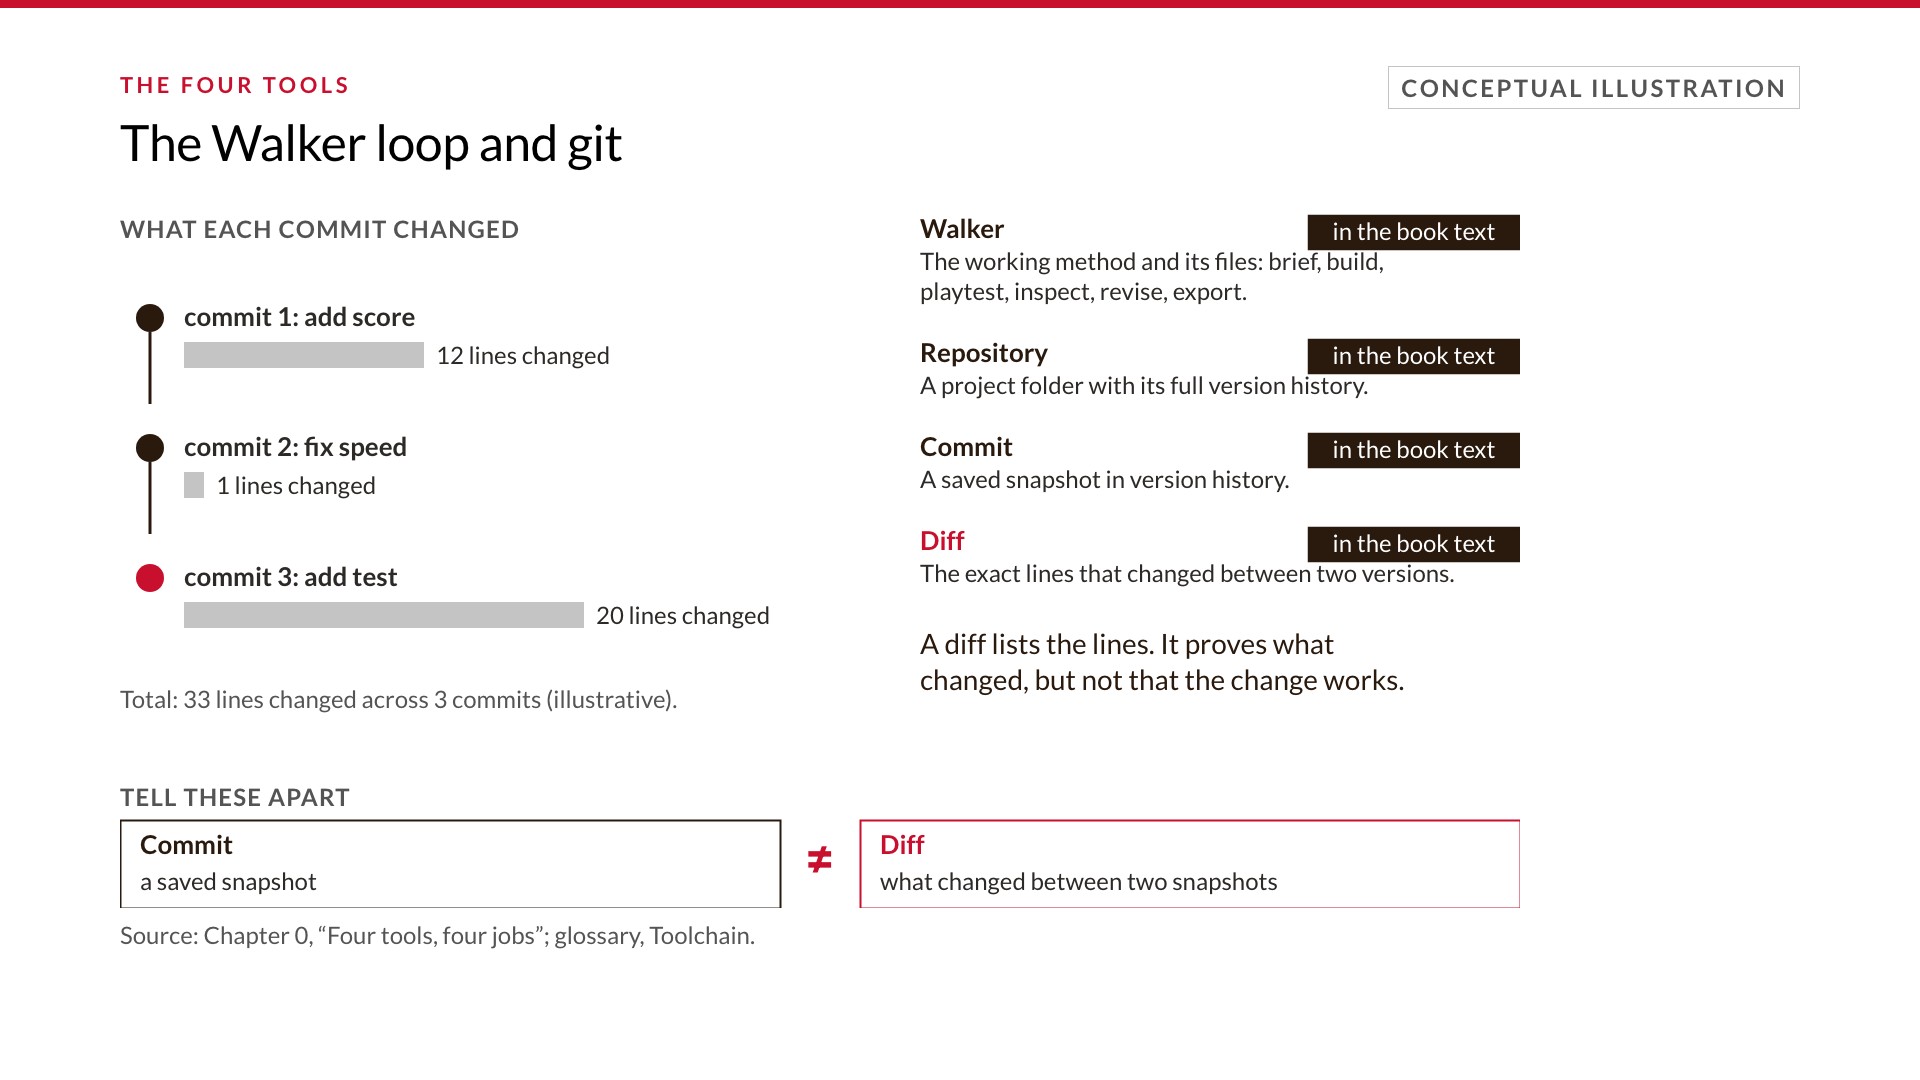 THE FOUR TOOLS
CONCEPTUAL ILLUSTRATION
The Walker loop and git
WHAT EACH COMMIT CHANGED
commit 1: add score
12 lines changed
commit 2: fix speed
1 lines changed
commit 3: add test
20 lines changed
Total: 33 lines changed across 3 commits (illustrative).
Walker
in the book text
The working method and its files: brief, build,
playtest, inspect, revise, export.
Repository
in the book text
A project folder with its full version history.
Commit
in the book text
A saved snapshot in version history.
Diff
in the book text
The exact lines that changed between two versions.
A diff lists the lines. It proves what
changed, but not that the change works.
TELL THESE APART
Commit
a saved snapshot
≠
Diff
what changed between two snapshots
Source: Chapter 0, “Four tools, four jobs”; glossary, Toolchain.